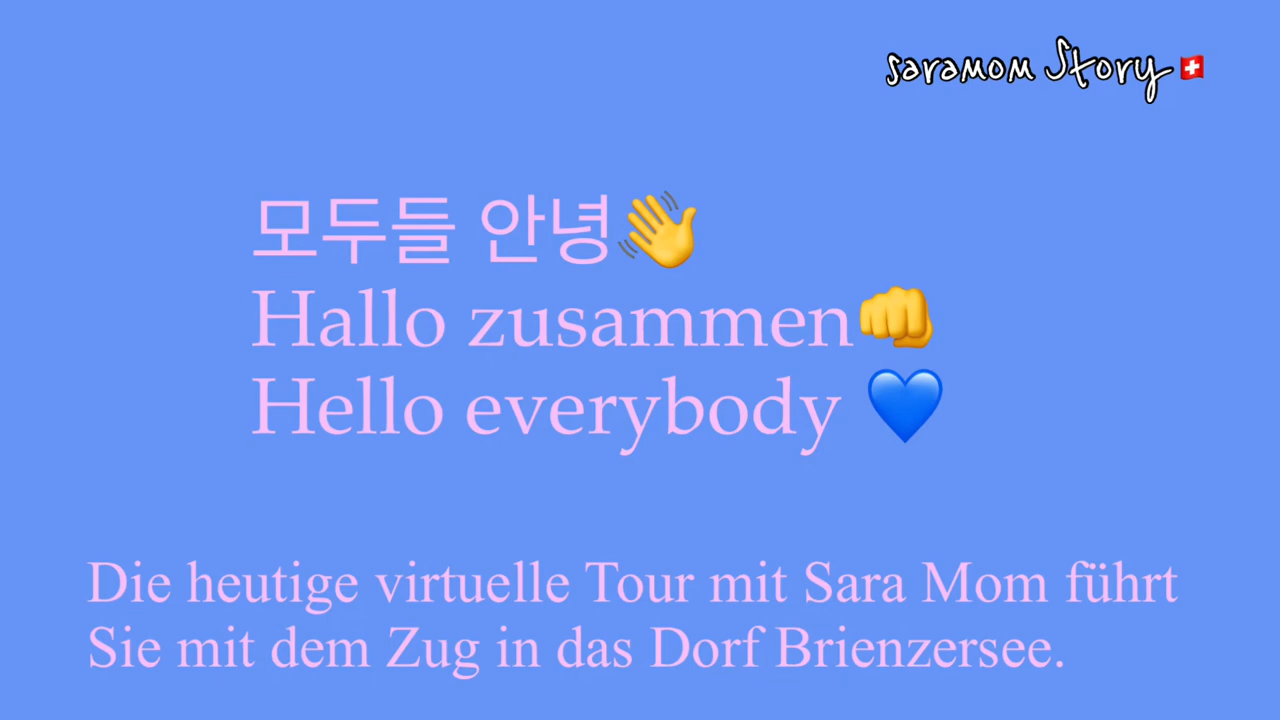 saramom Story🇨🇭
모두들 안녕👋
Hallo zusammen👊
Hello everybody 💙
Die heutige virtuelle Tour mit Sara Mom führt
Sie mit dem Zug in das Dorf Brienzersee.